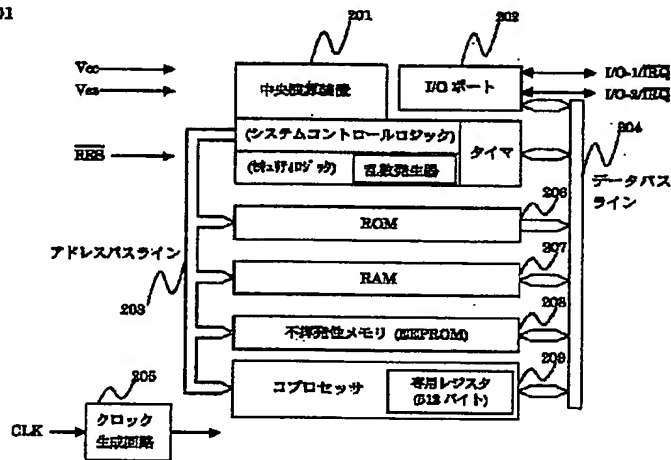 01
201
202
Vcc
Vss
中央演算装置
I/O ポート
I/O-1/IRQ
I/O-2/IRQ
(システムコントロールロジック)
タイマ
204
RES
(セキュリティロジック)
乱数発生器
データバス
ライン
206
ROM
アドレスバスライン
207
RAM
203
208
不揮発性メモリ (EEPROM)
209
205
コプロセッサ
専用レジスタ
(512 バイト)
CLK
クロック
生成回路